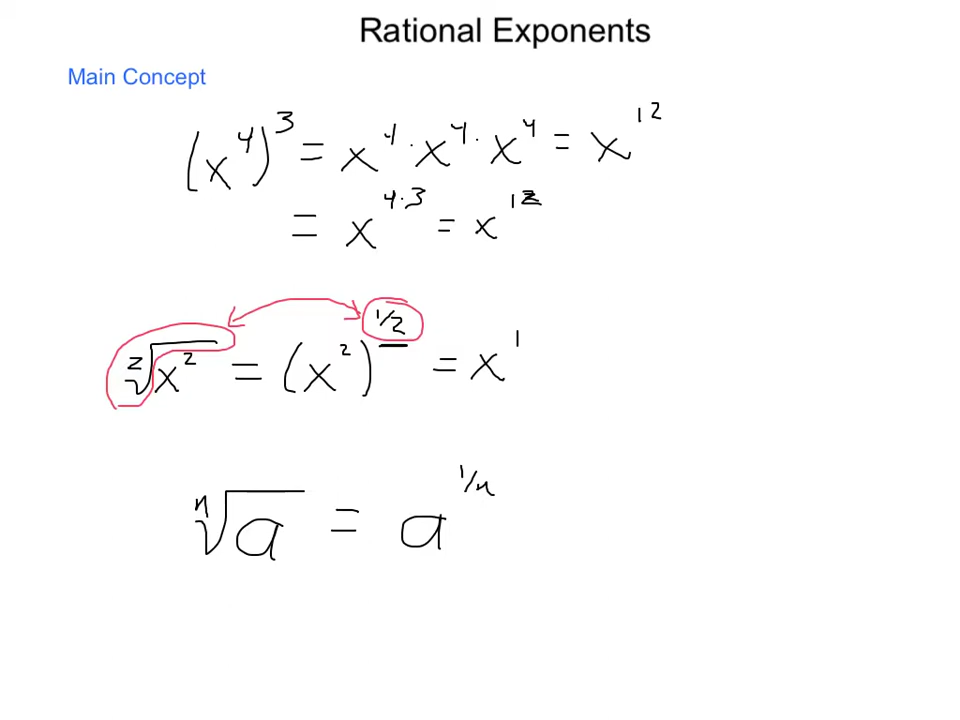 Rational Exponents
Main Concept
(x⁴)³ = x⁴ · x⁴ · x⁴ = x¹²
= x⁴·³ = x¹²
²√x² = (x²)^1/2 = x¹
ⁿ√a = a^1/n